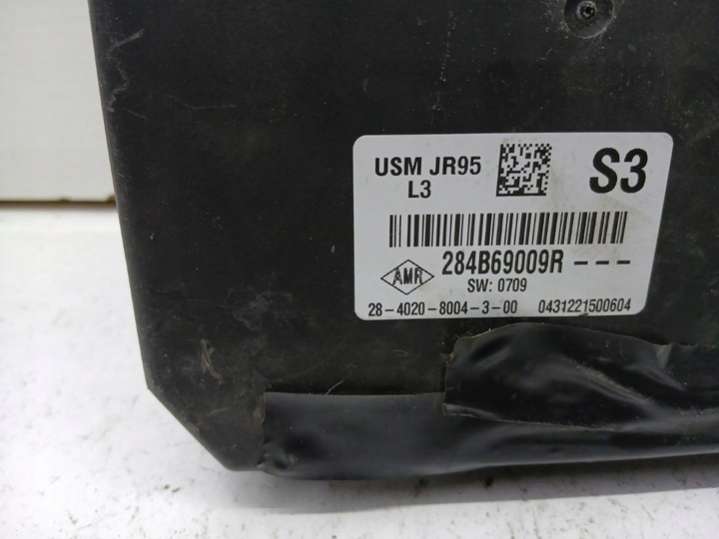 USM JR95
L3
S3
AMR
284B69009R ---
SW: 0709
28-4020-8004-3-00 0431221500604